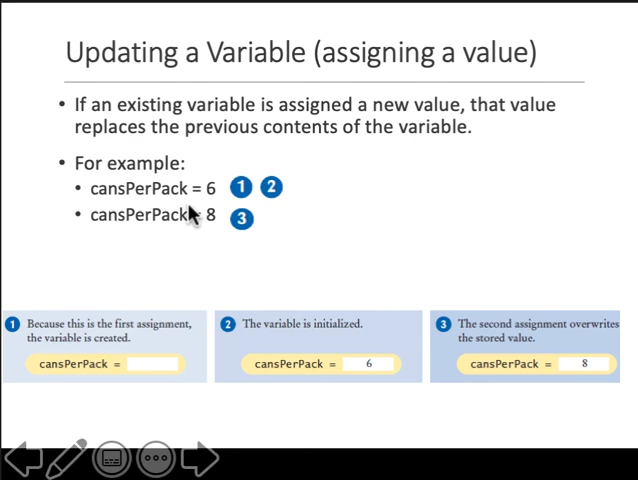 Updating a Variable (assigning a value)
• If an existing variable is assigned a new value, that value
replaces the previous contents of the variable.
• For example:
• cansPerPack = 6 1 2
• cansPerPack = 8 3
1 Because this is the first assignment,
the variable is created.
cansPerPack =
2 The variable is initialized.
cansPerPack = 6
3 The second assignment overwrites
the stored value.
cansPerPack = 8